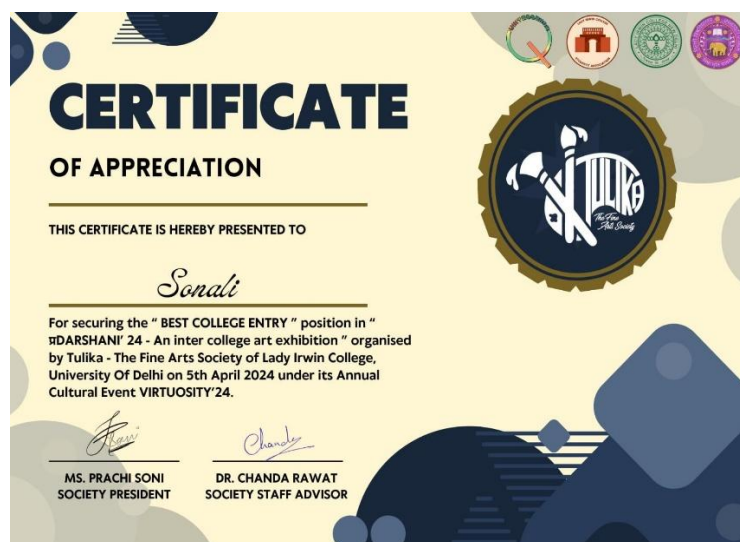 CERTIFICATE
OF APPRECIATION
THIS CERTIFICATE IS HEREBY PRESENTED TO
Sonali
For securing the “ BEST COLLEGE ENTRY ” position in “
प्रDARSHANI’ 24 - An inter college art exhibition ” organised
by Tulika - The Fine Arts Society of Lady Irwin College,
University Of Delhi on 5th April 2024 under its Annual
Cultural Event VIRTUOSITY’24.
MS. PRACHI SONI
SOCIETY PRESIDENT
DR. CHANDA RAWAT
SOCIETY STAFF ADVISOR
TULIKA
The Fine
Arts Society